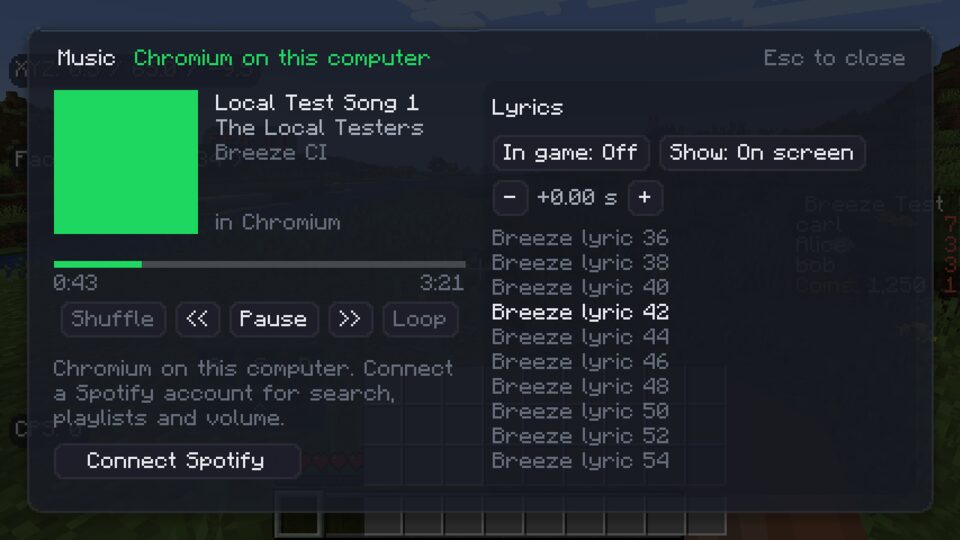 Music Chromium on this computer
Esc to close
Local Test Song 1
The Local Testers
Breeze CI
in Chromium
0:43
3:21
Shuffle
<<
Pause
>>
Loop
Chromium on this computer. Connect
a Spotify account for search,
playlists and volume.
Connect Spotify
Lyrics
In game: Off
Show: On screen
- +0.00 s +
Breeze lyric 36
Breeze lyric 38
Breeze lyric 40
Breeze lyric 42
Breeze lyric 44
Breeze lyric 46
Breeze lyric 48
Breeze lyric 50
Breeze lyric 52
Breeze lyric 54
Breeze Test
carl 7
Alice 3
bob 3
Coins: 1,250 1